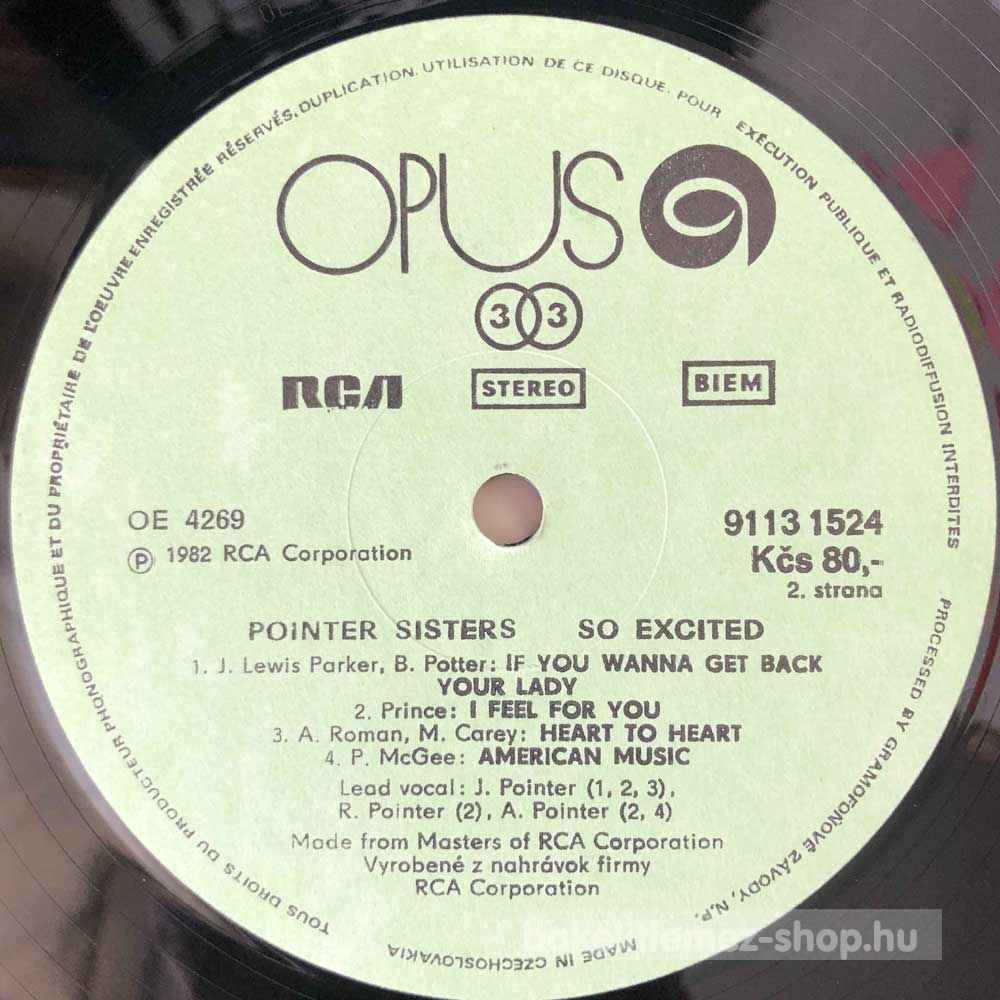 OPUS
33
RCA STEREO BIEM
OE 4269
Ⓟ 1982 RCA Corporation
9113 1524
Kčs 80,-
2. strana
POINTER SISTERS SO EXCITED
1. J. Lewis Parker, B. Potter: IF YOU WANNA GET BACK
YOUR LADY
2. Prince: I FEEL FOR YOU
3. A. Roman, M. Carey: HEART TO HEART
4. P. McGee: AMERICAN MUSIC
Lead vocal: J. Pointer (1, 2, 3),
R. Pointer (2), A. Pointer (2, 4)
Made from Masters of RCA Corporation
Vyrobené z nahrávok firmy
RCA Corporation
TOUS DROITS DU PRODUCTEUR PHONOGRAPHIQUE ET DU PROPRIÉTAIRE DE L'OEUVRE ENREGISTRÉE RÉSERVÉS. DUPLICATION. UTILISATION DE CE DISQUE. POUR EXÉCUTION PUBLIQUE ET RADIODIFFUSION INTERDITES
PROCESSED BY GRAMOFOŇOVÉ ZÁVODY, N.P.
MADE IN CZECHOSLOVAKIA
bakelitlemez-shop.hu